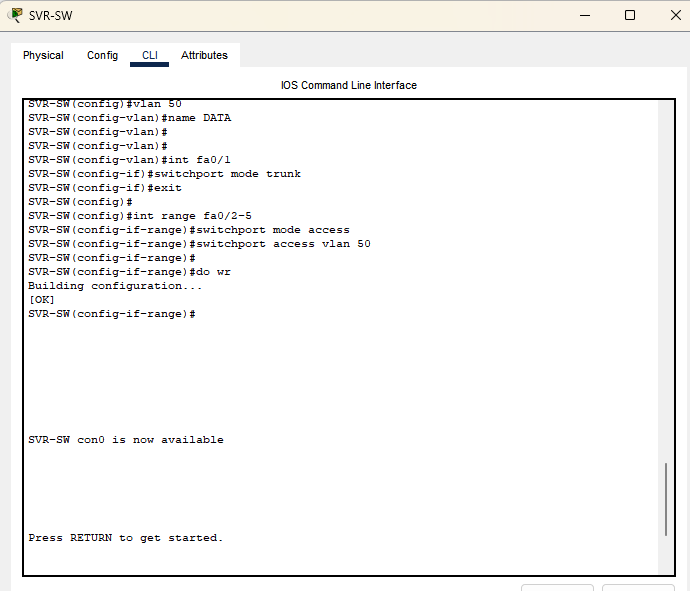 SVR-SW
Physical Config CLI Attributes
IOS Command Line Interface
SVR-SW(config)#vlan 50
SVR-SW(config-vlan)#name DATA
SVR-SW(config-vlan)#
SVR-SW(config-vlan)#
SVR-SW(config-vlan)#int fa0/1
SVR-SW(config-if)#switchport mode trunk
SVR-SW(config-if)#exit
SVR-SW(config)#
SVR-SW(config)#int range fa0/2-5
SVR-SW(config-if-range)#switchport mode access
SVR-SW(config-if-range)#switchport access vlan 50
SVR-SW(config-if-range)#
SVR-SW(config-if-range)#do wr
Building configuration...
[OK]
SVR-SW(config-if-range)#
SVR-SW con0 is now available
Press RETURN to get started.